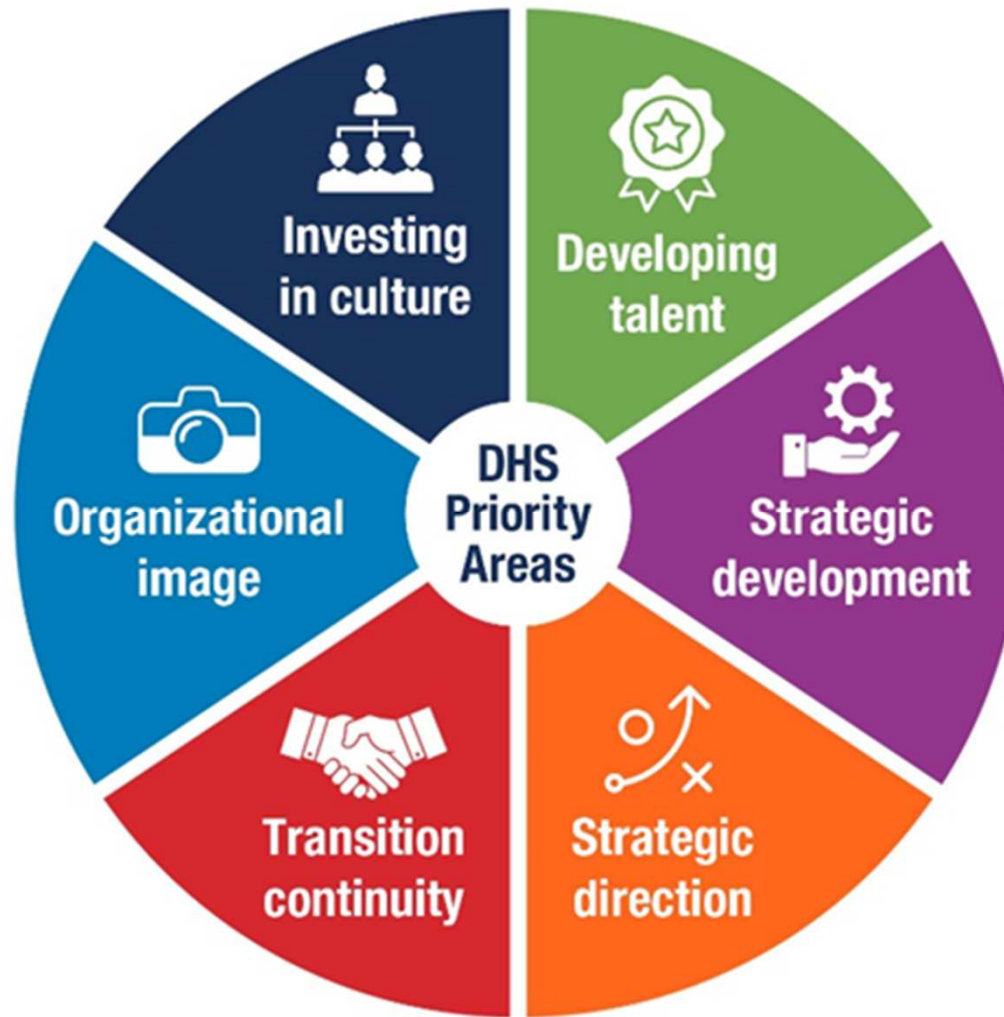 Investing
in culture
Developing
talent
Organizational
image
DHS
Priority
Areas
Strategic
development
Transition
continuity
Strategic
direction